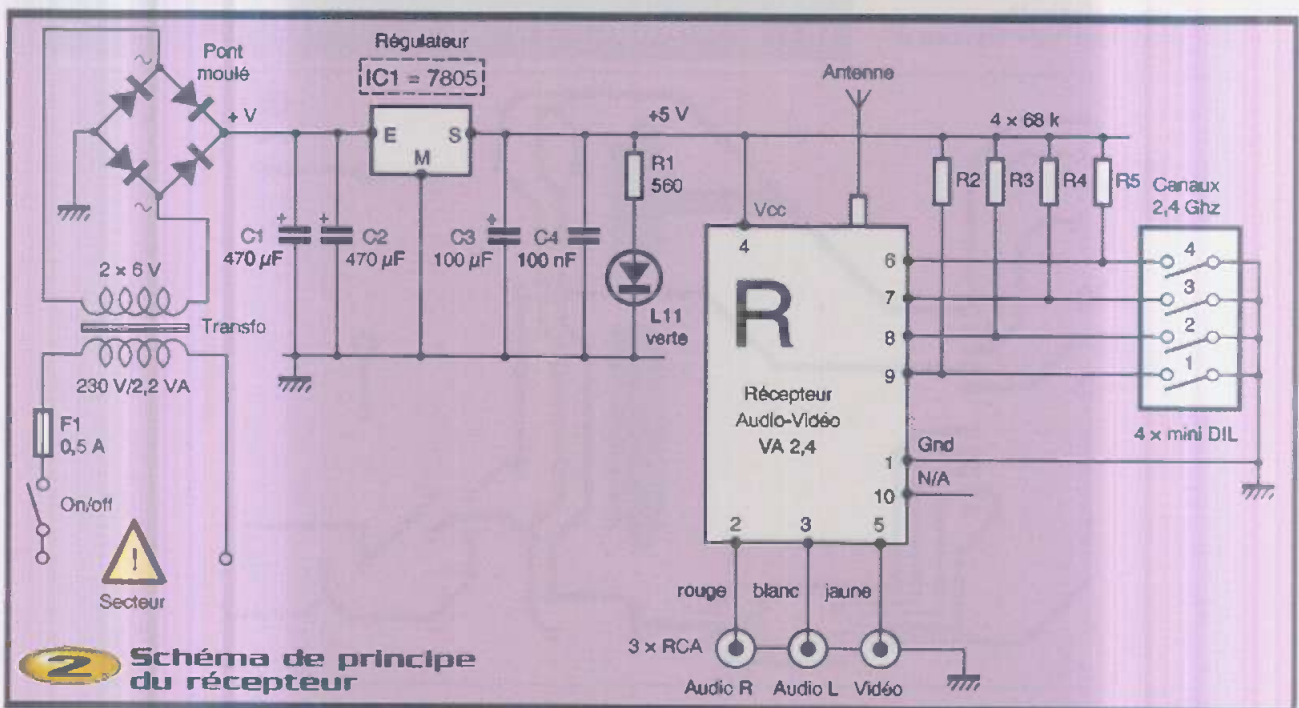 Pont
moulé
~
+ V
~
Régulateur
IC1 = 7805
E
S
M
+
C1
470 µF
+
C2
470 µF
+
C3
100 µF
C4
100 nF
+5 V
R1
560
L11
verte
2 x 6 V
Transfo
230 V/2,2 VA
F1
0,5 A
On/off
!
Secteur
Antenne
Vcc
4
R
Récepteur
Audio-Vidéo
VA 2,4
6
7
8
9
1
10
Gnd
N/A
2
3
5
rouge
blanc
jaune
3 x RCA
Audio R
Audio L
Vidéo
4 x 68 k
R2
R3
R4
R5
Canaux
2,4 Ghz
4
3
2
1
4 x mini DIL
2
Schéma de principe
du récepteur